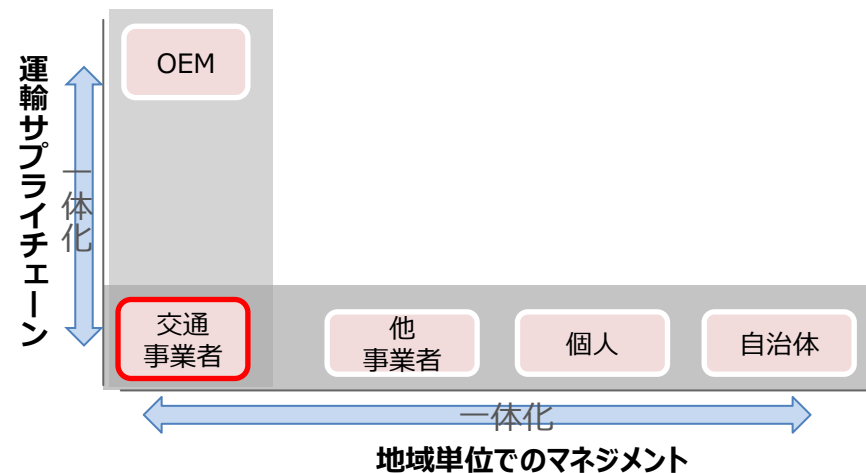 運輸サプライチェーン
一体化
OEM
交通
事業者
他
事業者
個人
自治体
一体化
地域単位でのマネジメント